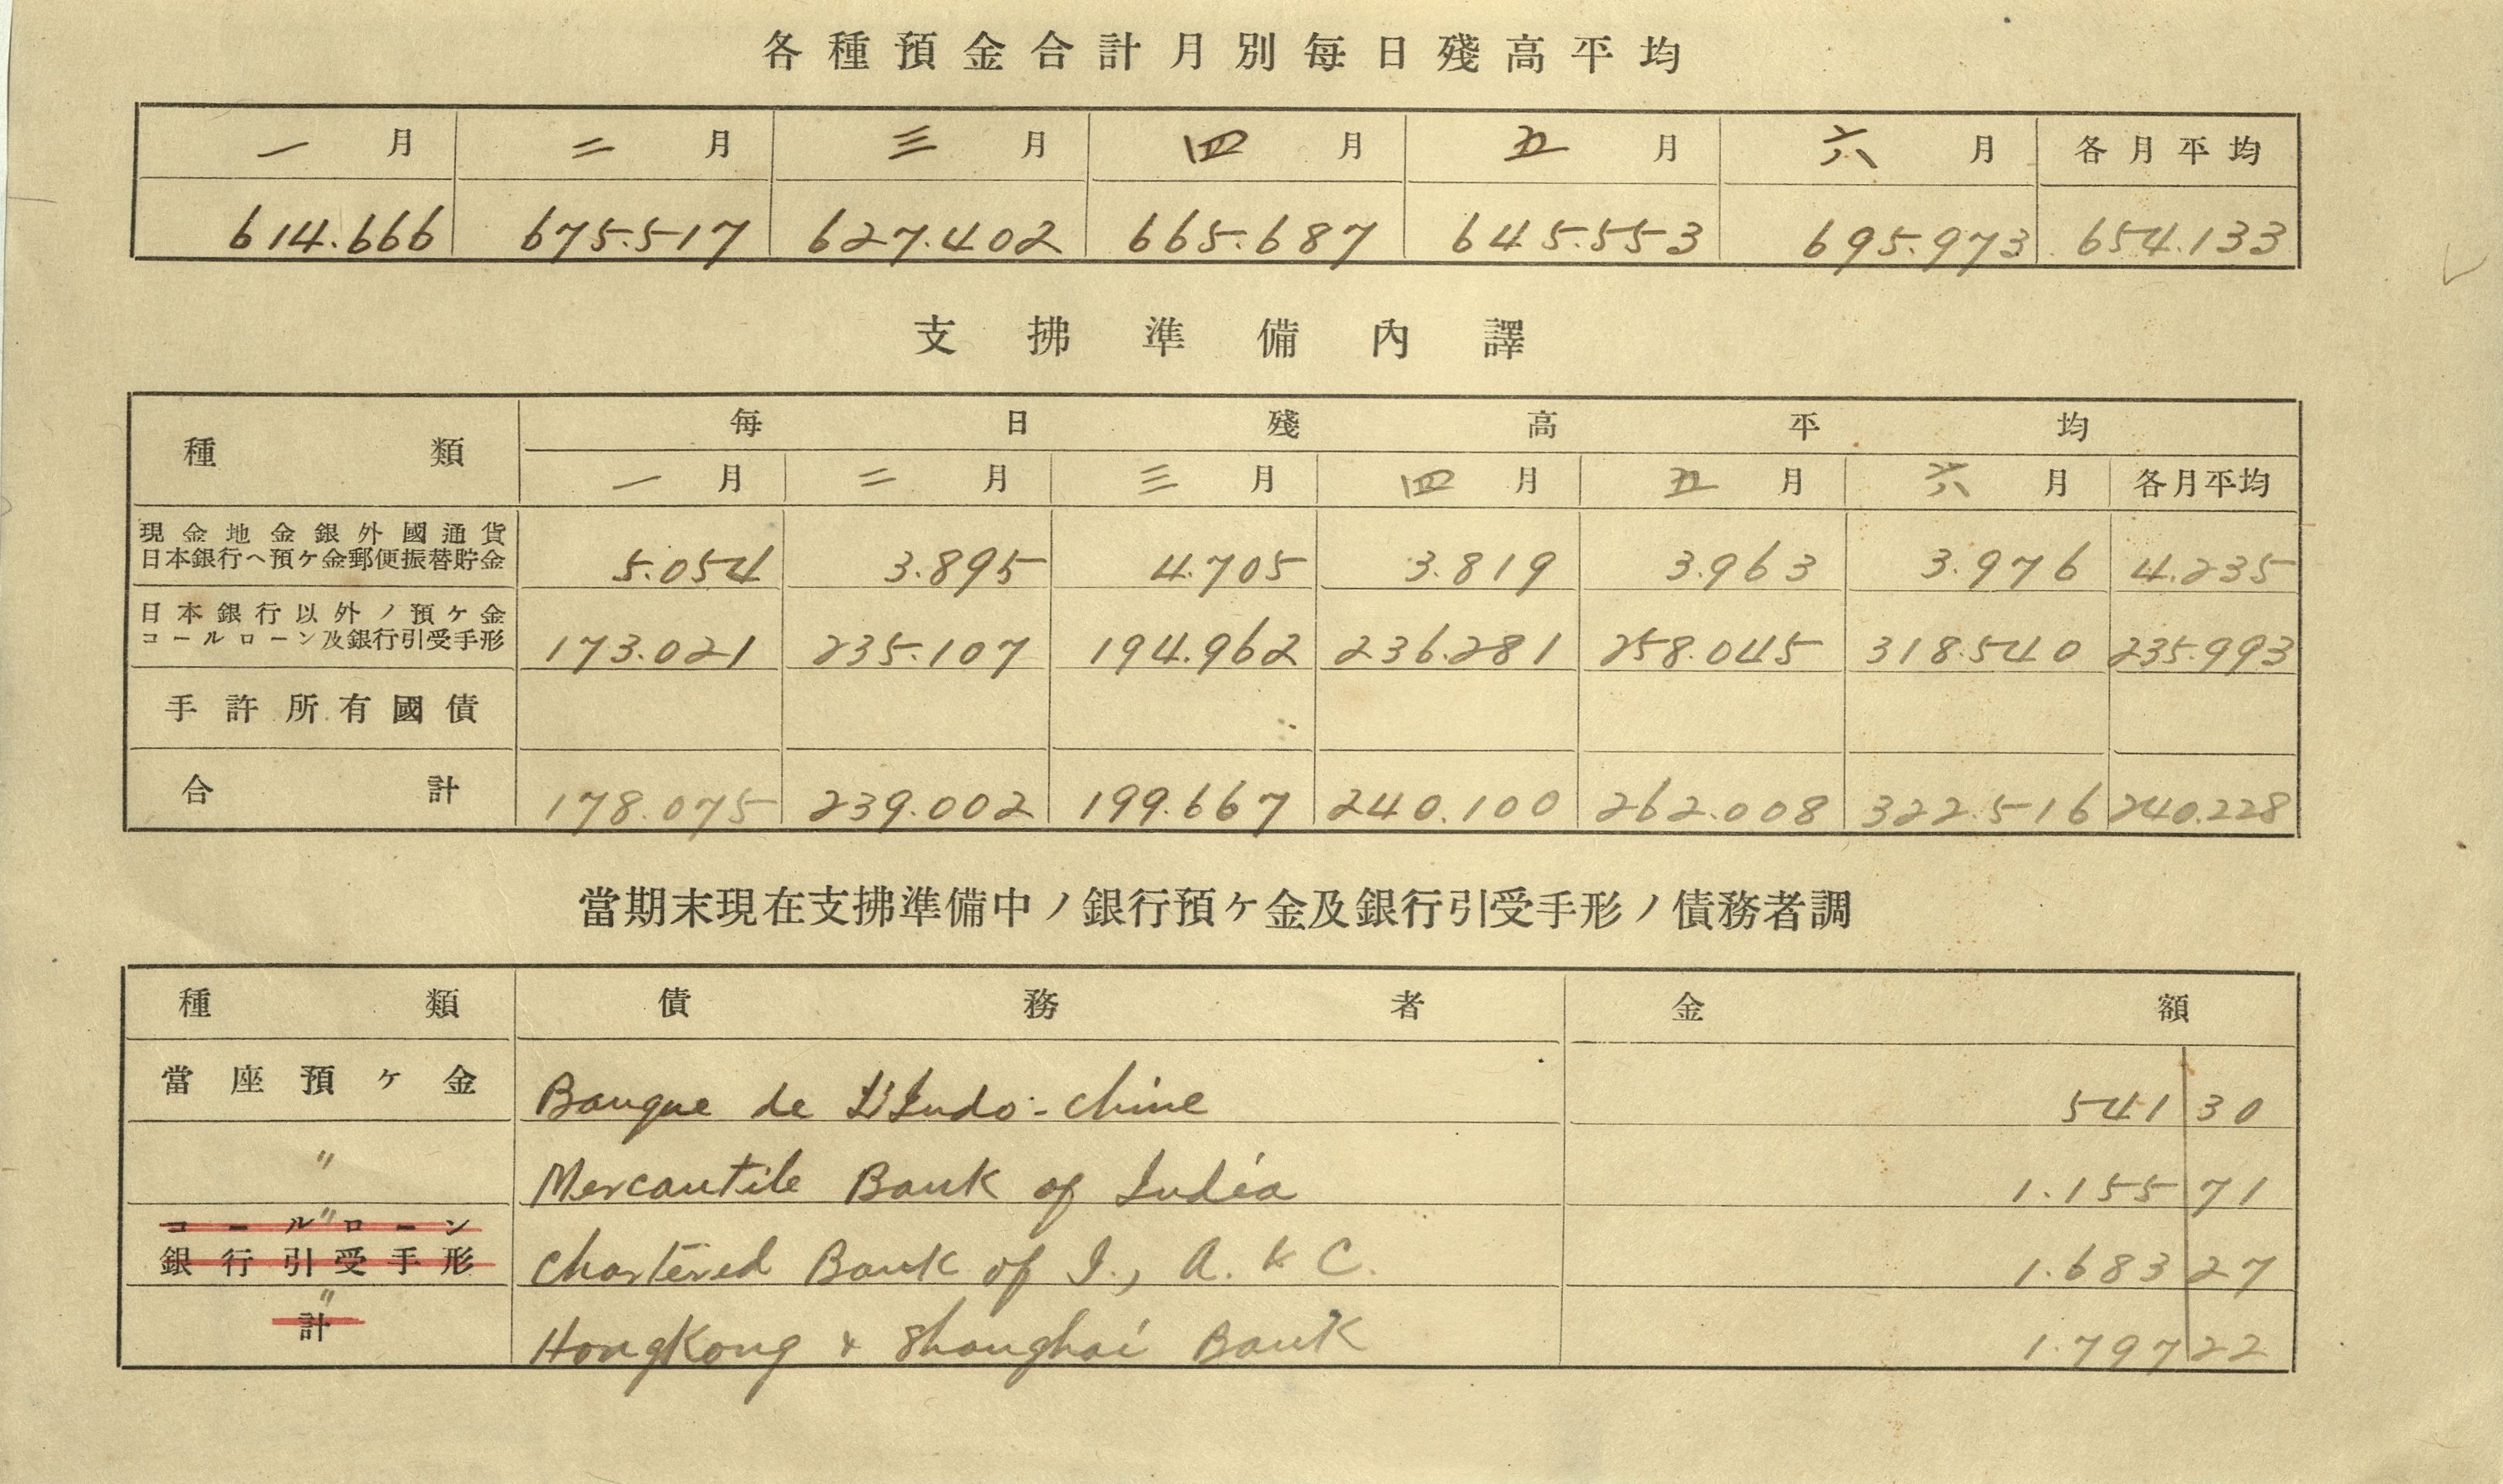 各種預金合計月別每日殘高平均
一月 二月 三月 四月 五月 六月 各月平均
614.666 675.517 627.402 665.687 645.553 695.973 654.133
支拂準備內譯
種類 每日殘高平均
一月 二月 三月 四月 五月 六月 各月平均
現金地金銀外國通貨
日本銀行ヘ預ケ金郵便振替貯金 5.054 3.895 4.705 3.819 3.963 3.976 4.235
日本銀行以外ノ預ケ金
コールローン及銀行引受手形 173.021 235.107 194.962 236.281 258.045 318.540 235.993
手許所有國債
合計 178.075 239.002 199.667 240.100 262.008 322.516 240.228
當期末現在支拂準備中ノ銀行預ケ金及銀行引受手形ノ債務者調
種類 債務者 金額
當座預ケ金 Banque de L'Indo-chine 541 30
〃 Mercantile Bank of India 1.155 71
コールローン 〃
銀行引受手形 Chartered Bank of I., A. & C. 1.683 27
〃
計 HongKong & Shanghai Bank 1.797 22